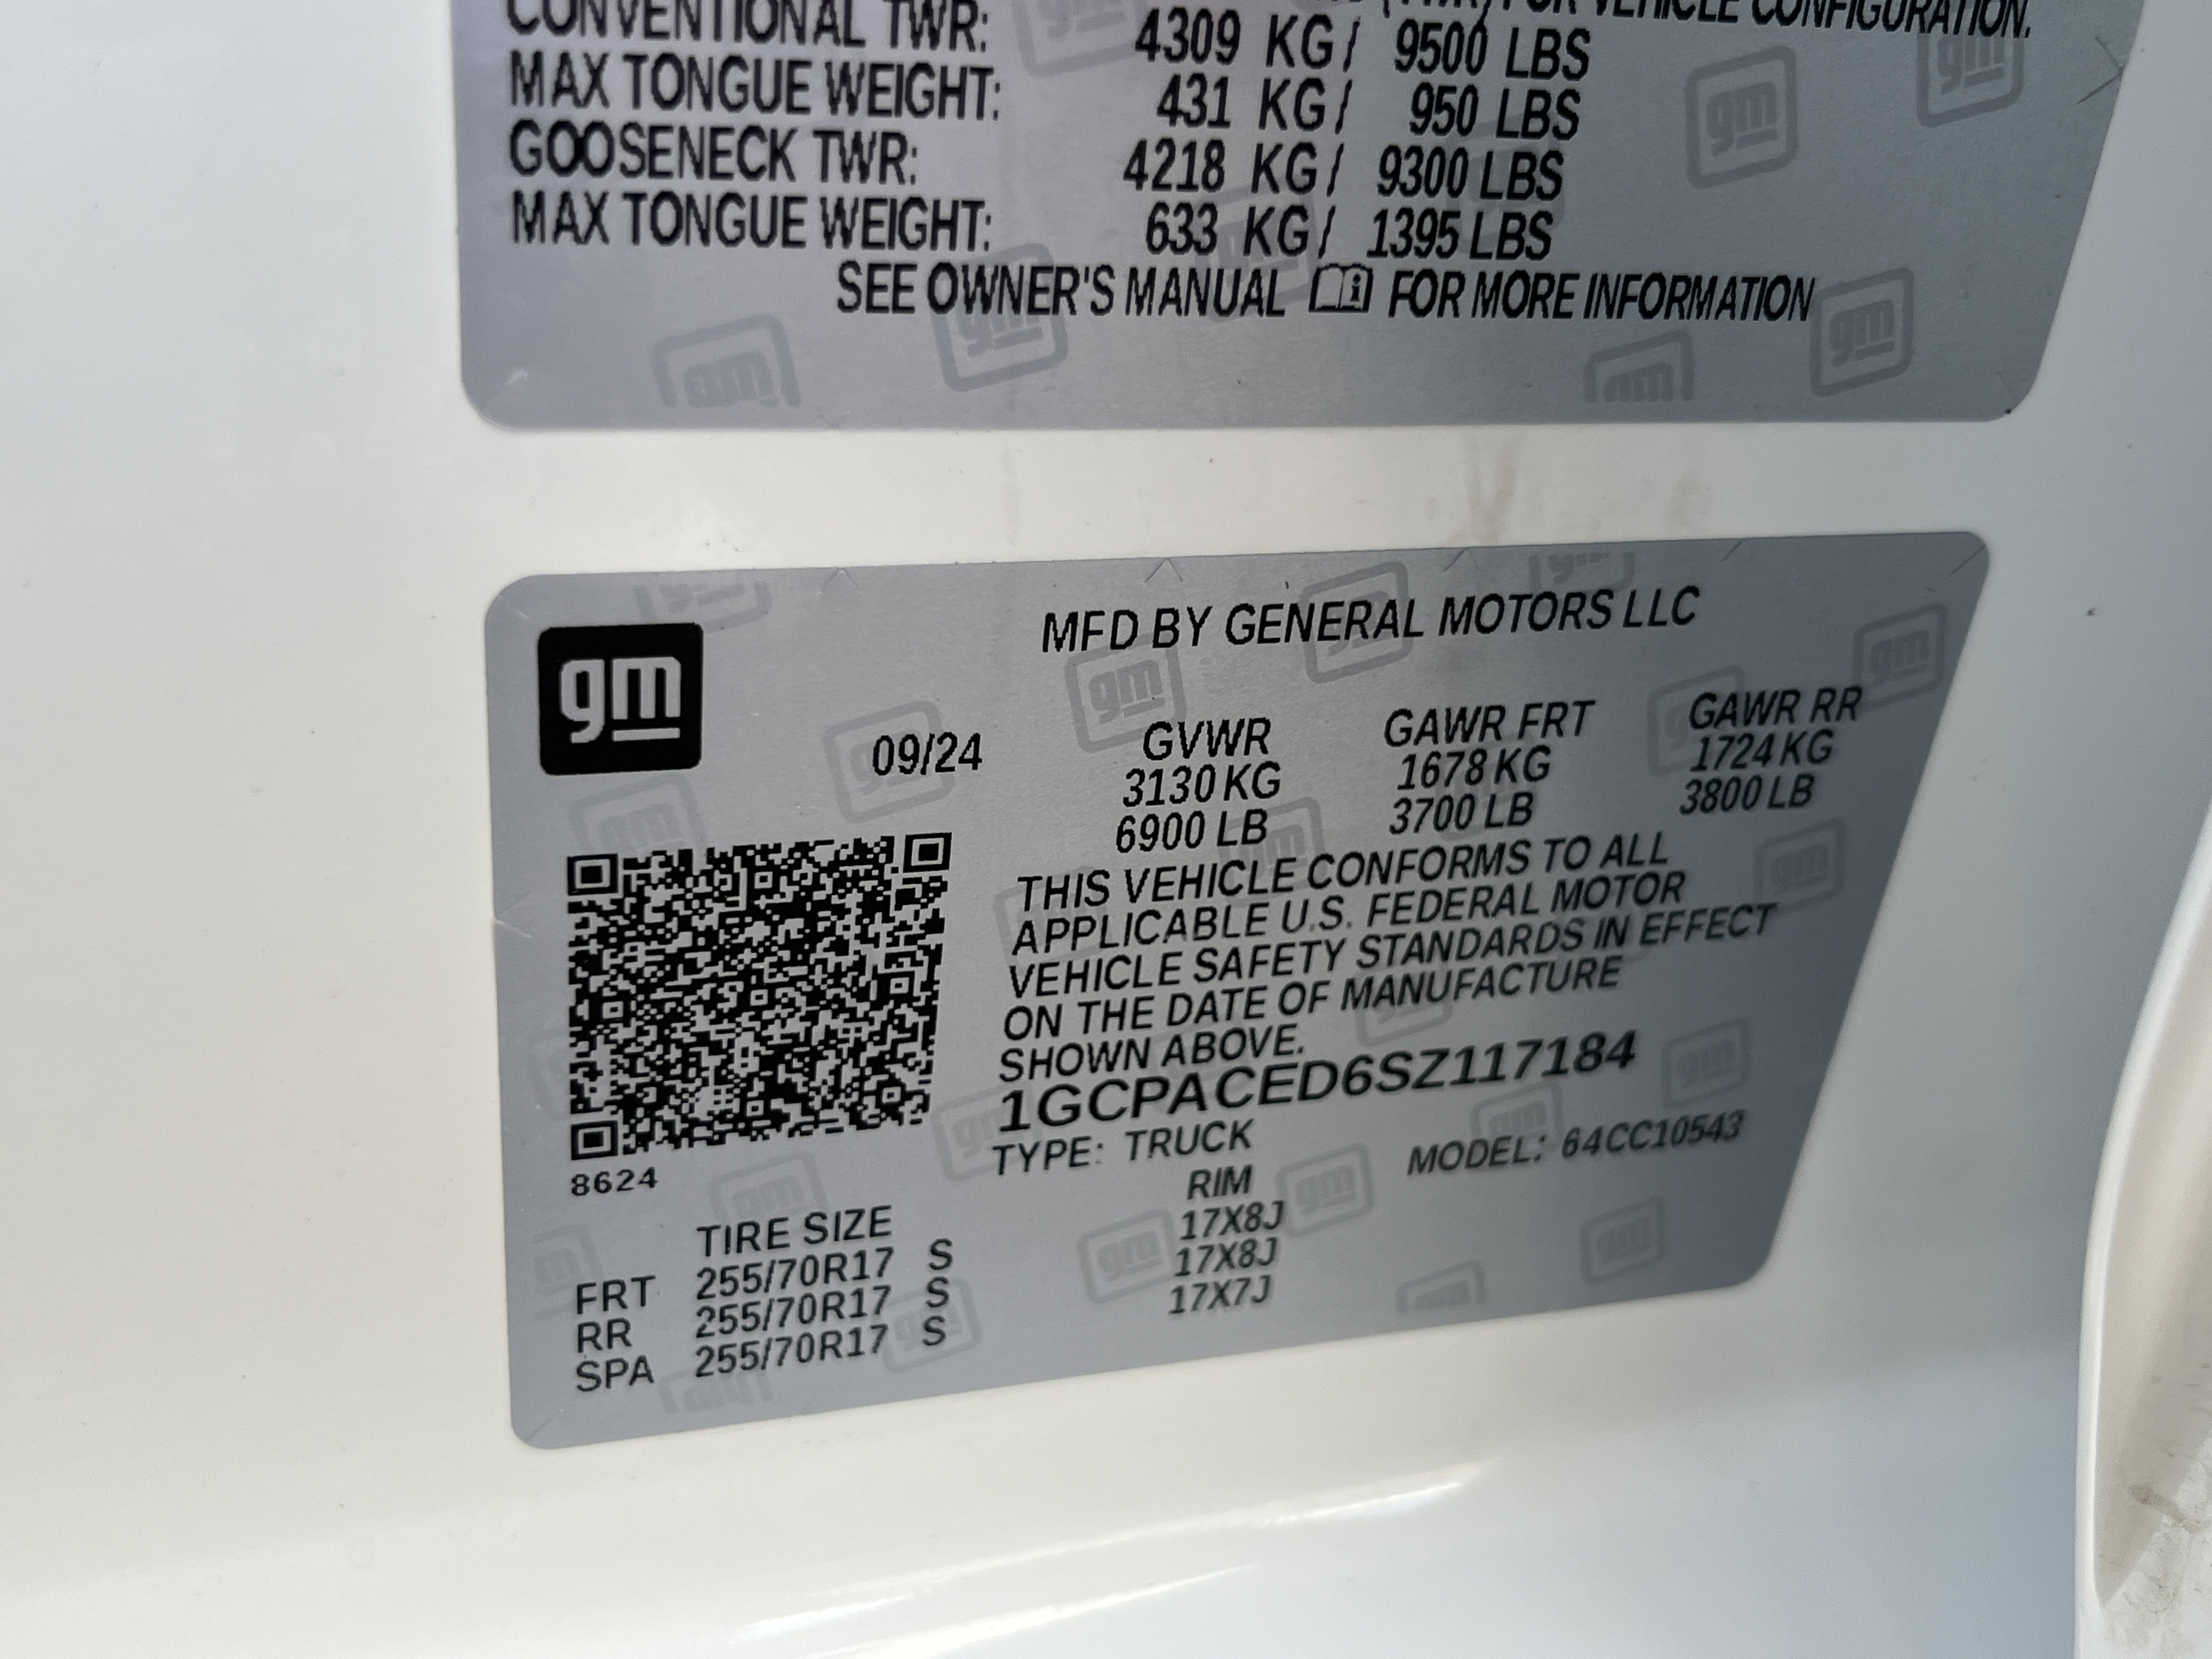 CONVENTIONAL TWR: 4309 KG / 9500 LBS
FOR VEHICLE CONFIGURATION.
MAX TONGUE WEIGHT: 431 KG / 950 LBS
GOOSENECK TWR: 4218 KG / 9300 LBS
MAX TONGUE WEIGHT: 633 KG / 1395 LBS
SEE OWNER'S MANUAL FOR MORE INFORMATION
gm
MFD BY GENERAL MOTORS LLC
09/24 GVWR GAWR FRT GAWR RR
3130 KG 1678 KG 1724 KG
6900 LB 3700 LB 3800 LB
THIS VEHICLE CONFORMS TO ALL
APPLICABLE U.S. FEDERAL MOTOR
VEHICLE SAFETY STANDARDS IN EFFECT
ON THE DATE OF MANUFACTURE
SHOWN ABOVE.
1GCPACED6SZ117184
TYPE: TRUCK MODEL: 64CC10543
8624
TIRE SIZE RIM
FRT 255/70R17 S 17X8J
RR 255/70R17 S 17X8J
SPA 255/70R17 S 17X7J